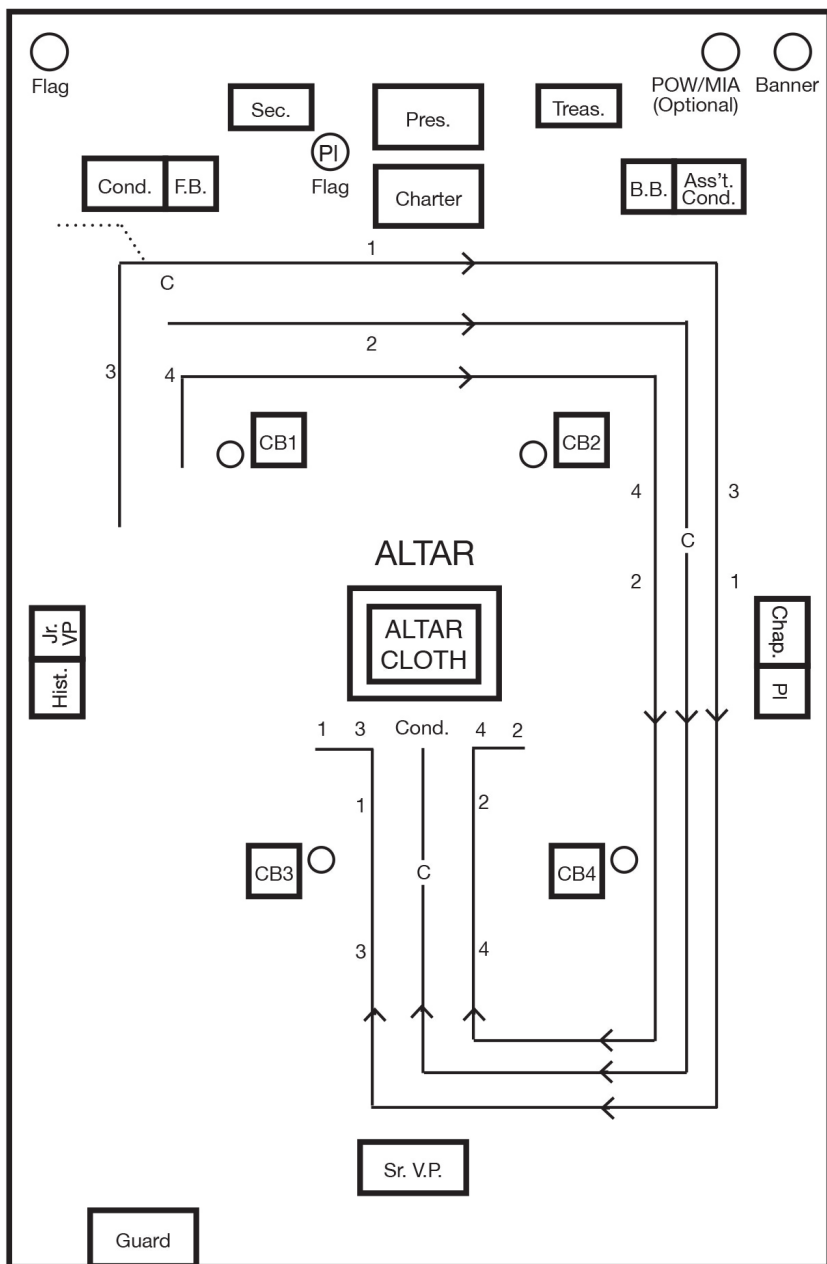 Flag
POW/MIA
(Optional)
Banner
Sec.
Pres.
Treas.
PI
Flag
Cond.
F.B.
Charter
B.B.
Ass't.
Cond.
1
C
2
3
4
CB1
CB2
4
3
C
2
1
ALTAR
ALTAR
CLOTH
Jr.
VP
Hist.
Chap.
PI
1
3
Cond.
4
2
1
2
C
CB3
CB4
3
4
Sr. V.P.
Guard